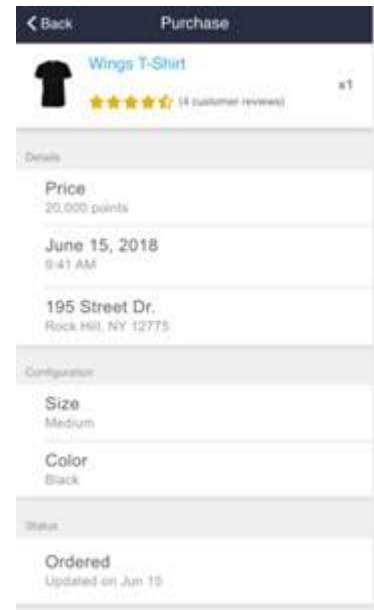 Back
Purchase
Wings T-Shirt
x1
(4 customer reviews)
Details
Price
20,000 points
June 15, 2018
9:41 AM
195 Street Dr.
Rock Hill, NY 12775
Configuration
Size
Medium
Color
Black
Status
Ordered
Updated on Jun 15